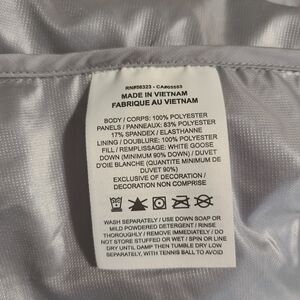 RN#56323 - CA#05553
MADE IN VIETNAM
FABRIQUE AU VIETNAM
BODY / CORPS: 100% POLYESTER
PANELS / PANNEAUX: 83% POLYESTER
17% SPANDEX / ELASTHANNE
LINING / DOUBLURE: 100% POLYESTER
FILL / REMPLISSAGE: WHITE GOOSE
DOWN (MINIMUM 90% DOWN) / DUVET
D'OIE BLANCHE (QUANTITE MINIMUM DE
DUVET 90%)
EXCLUSIVE OF DECORATION /
DECORATION NON COMPRISE
WASH SEPARATELY / USE DOWN SOAP OR
MILD POWDERED DETERGENT / RINSE
THOROUGHLY / REMOVE IMMEDIATELY / DO
NOT STORE STUFFED OR WET / SPIN OR LINE
DRY UNTIL DAMP THEN TUMBLE DRY LOW
SEPARATELY, WITH TENNIS BALL TO AVOID